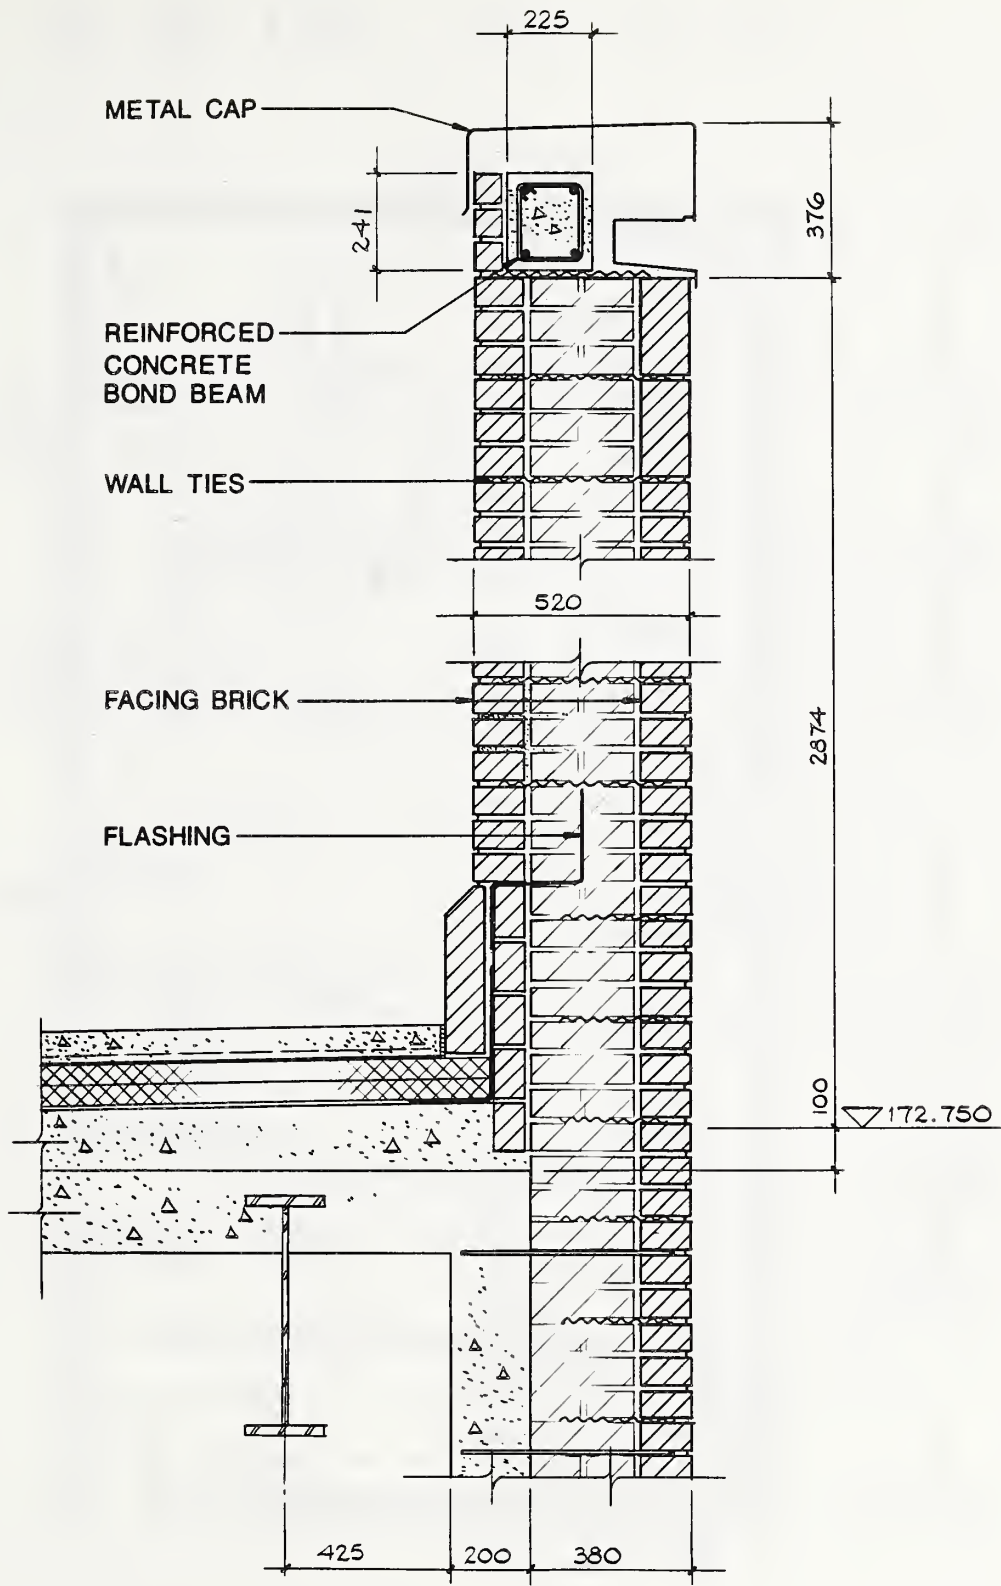 225
METAL CAP
241
376
REINFORCED
CONCRETE
BOND BEAM
WALL TIES
520
FACING BRICK
2874
FLASHING
100
172.750
425
200
380